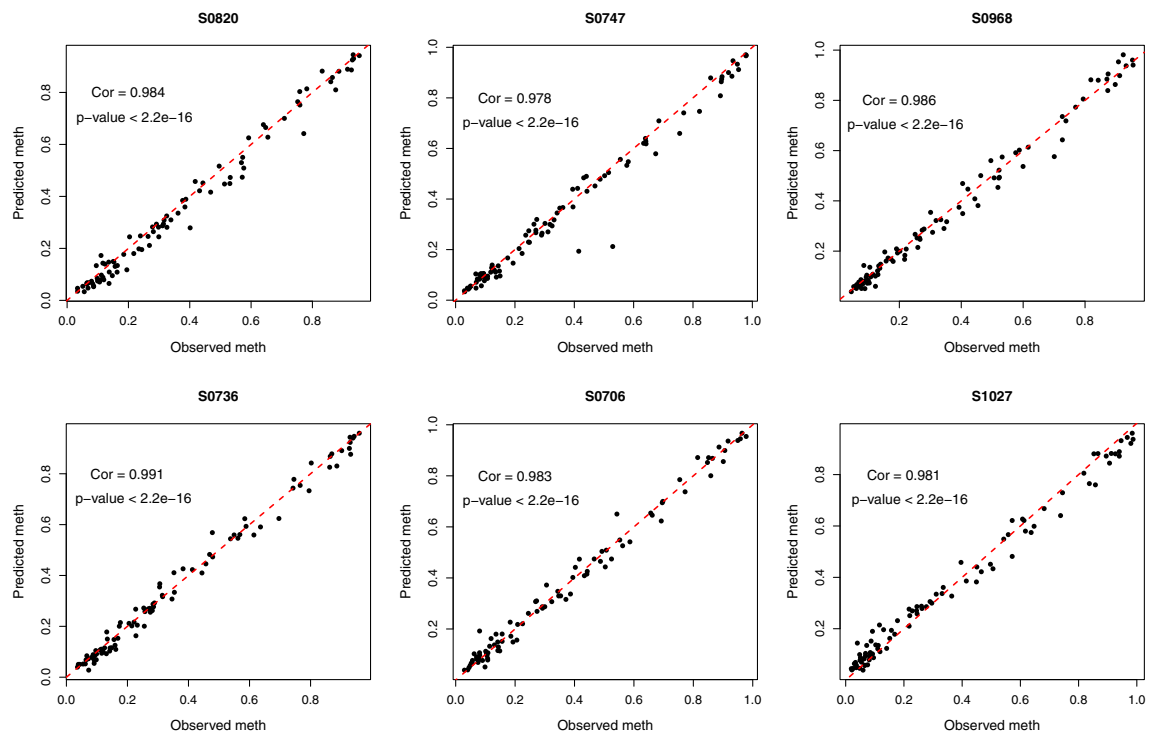 S0820
Cor = 0.984
p−value < 2.2e−16
Predicted meth
0.0 0.2 0.4 0.6 0.8
0.0 0.2 0.4 0.6 0.8
Observed meth
S0747
Cor = 0.978
p−value < 2.2e−16
Predicted meth
0.0 0.2 0.4 0.6 0.8 1.0
0.0 0.2 0.4 0.6 0.8 1.0
Observed meth
S0968
Cor = 0.986
p−value < 2.2e−16
Predicted meth
0.2 0.4 0.6 0.8 1.0
0.2 0.4 0.6 0.8
Observed meth
S0736
Cor = 0.991
p−value < 2.2e−16
Predicted meth
0.0 0.2 0.4 0.6 0.8
0.0 0.2 0.4 0.6 0.8
Observed meth
S0706
Cor = 0.983
p−value < 2.2e−16
Predicted meth
0.2 0.4 0.6 0.8 1.0
0.0 0.2 0.4 0.6 0.8 1.0
Observed meth
S1027
Cor = 0.981
p−value < 2.2e−16
Predicted meth
0.2 0.4 0.6 0.8
0.0 0.2 0.4 0.6 0.8 1.0
Observed meth